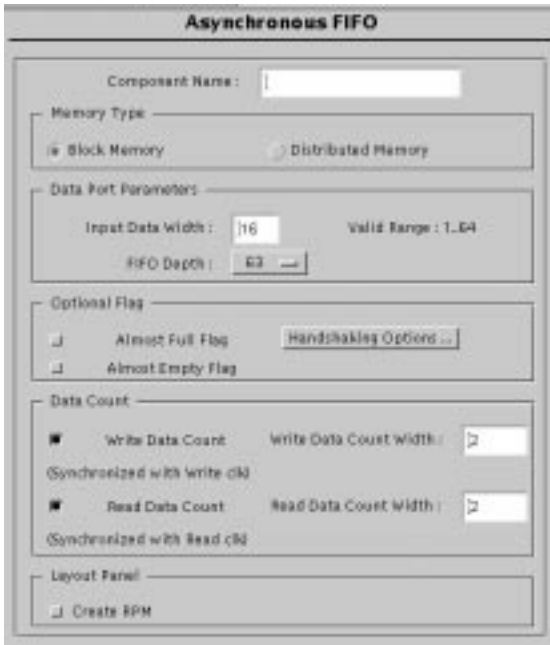 Asynchronous FIFO
Component Name :
Memory Type
Block Memory Distributed Memory
Data Port Parameters
Input Data Width : 16 Valid Range : 1..64
FIFO Depth : 63
Optional Flag
Almost Full Flag Handshaking Options ...
Almost Empty Flag
Data Count
Write Data Count Write Data Count Width : 2
(Synchronized with Write clk)
Read Data Count Read Data Count Width : 2
(Synchronized with Read clk)
Layout Panel
Create RPM